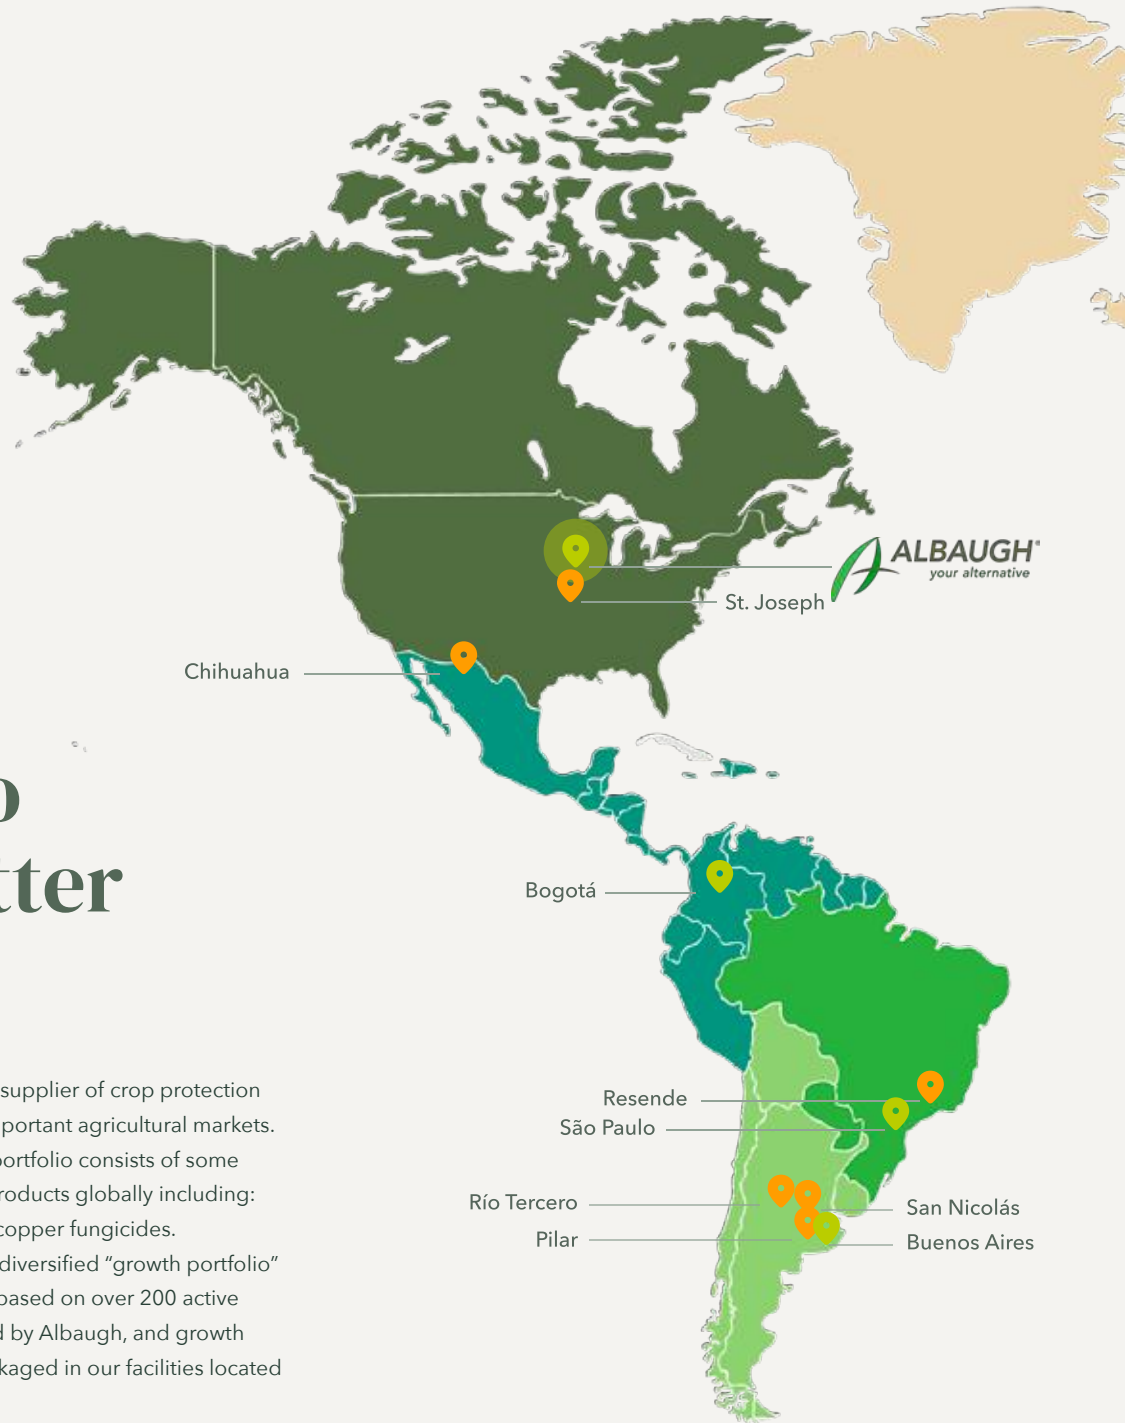 ALBAUGH®
your alternative
St. Joseph
Chihuahua
tter
Bogotá
supplier of crop protection
portant agricultural markets.
ortfolio consists of some
roducts globally including:
copper fungicides.
diversified “growth portfolio”
based on over 200 active
d by Albaugh, and growth
kaged in our facilities located
Resende
São Paulo
Río Tercero
San Nicolás
Pilar
Buenos Aires